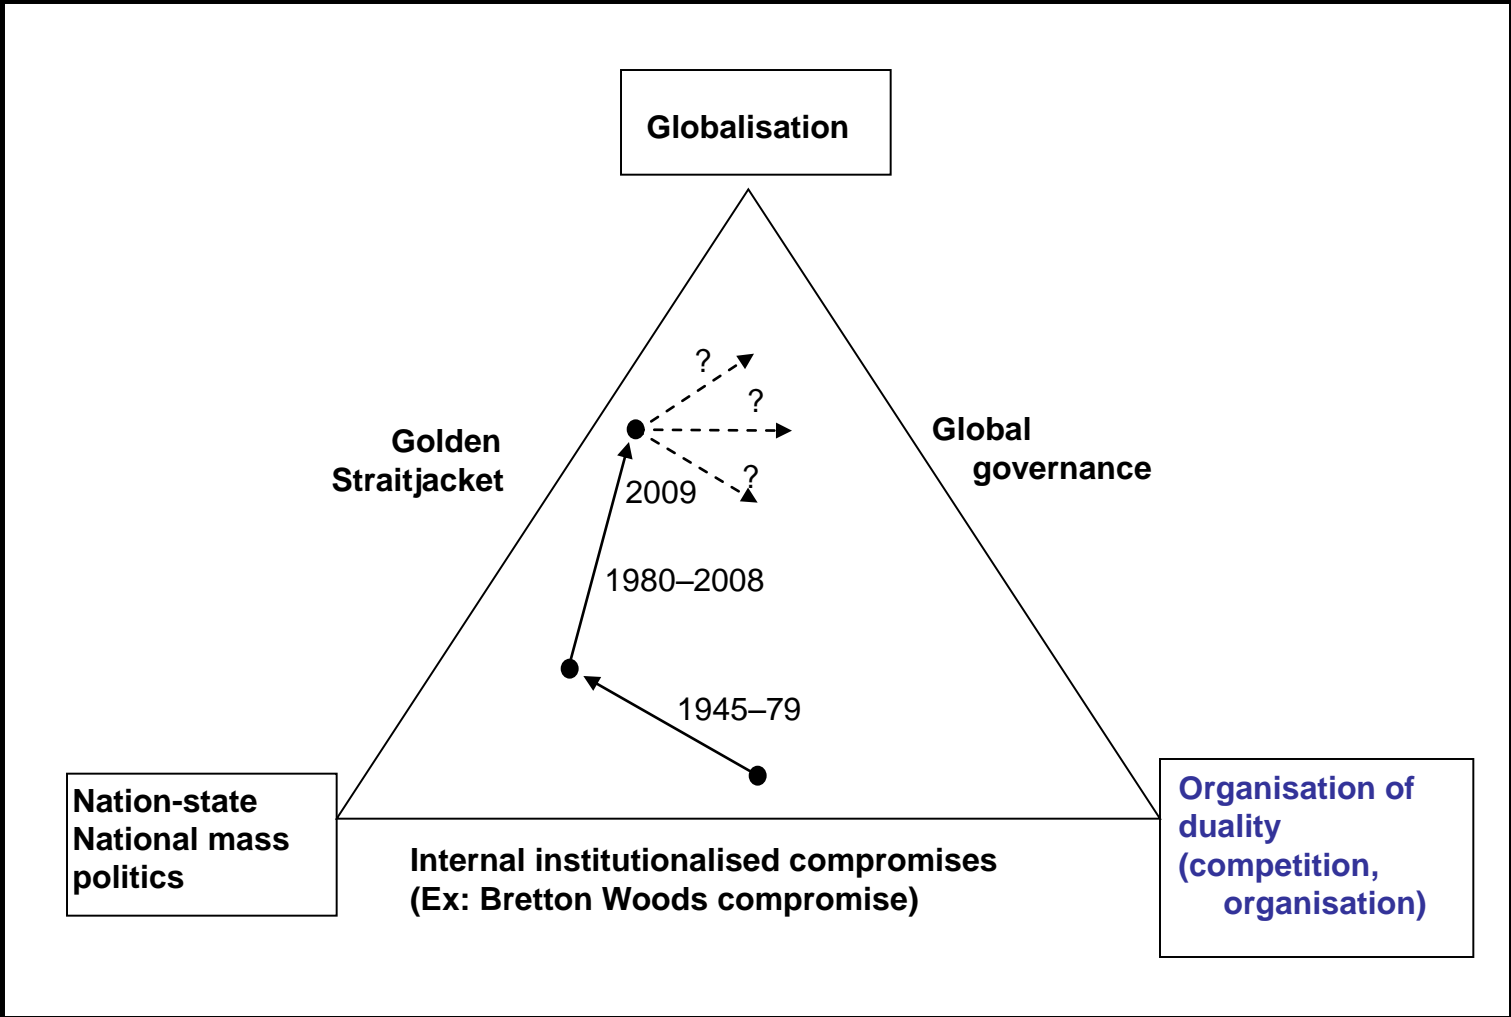 Globalisation
?
?
Golden
Straitjacket
Global
governance
?
2009
1980–2008
1945–79
Nation-state
National mass
politics
Organisation of
duality
(competition,
organisation)
Internal institutionalised compromises
(Ex: Bretton Woods compromise)